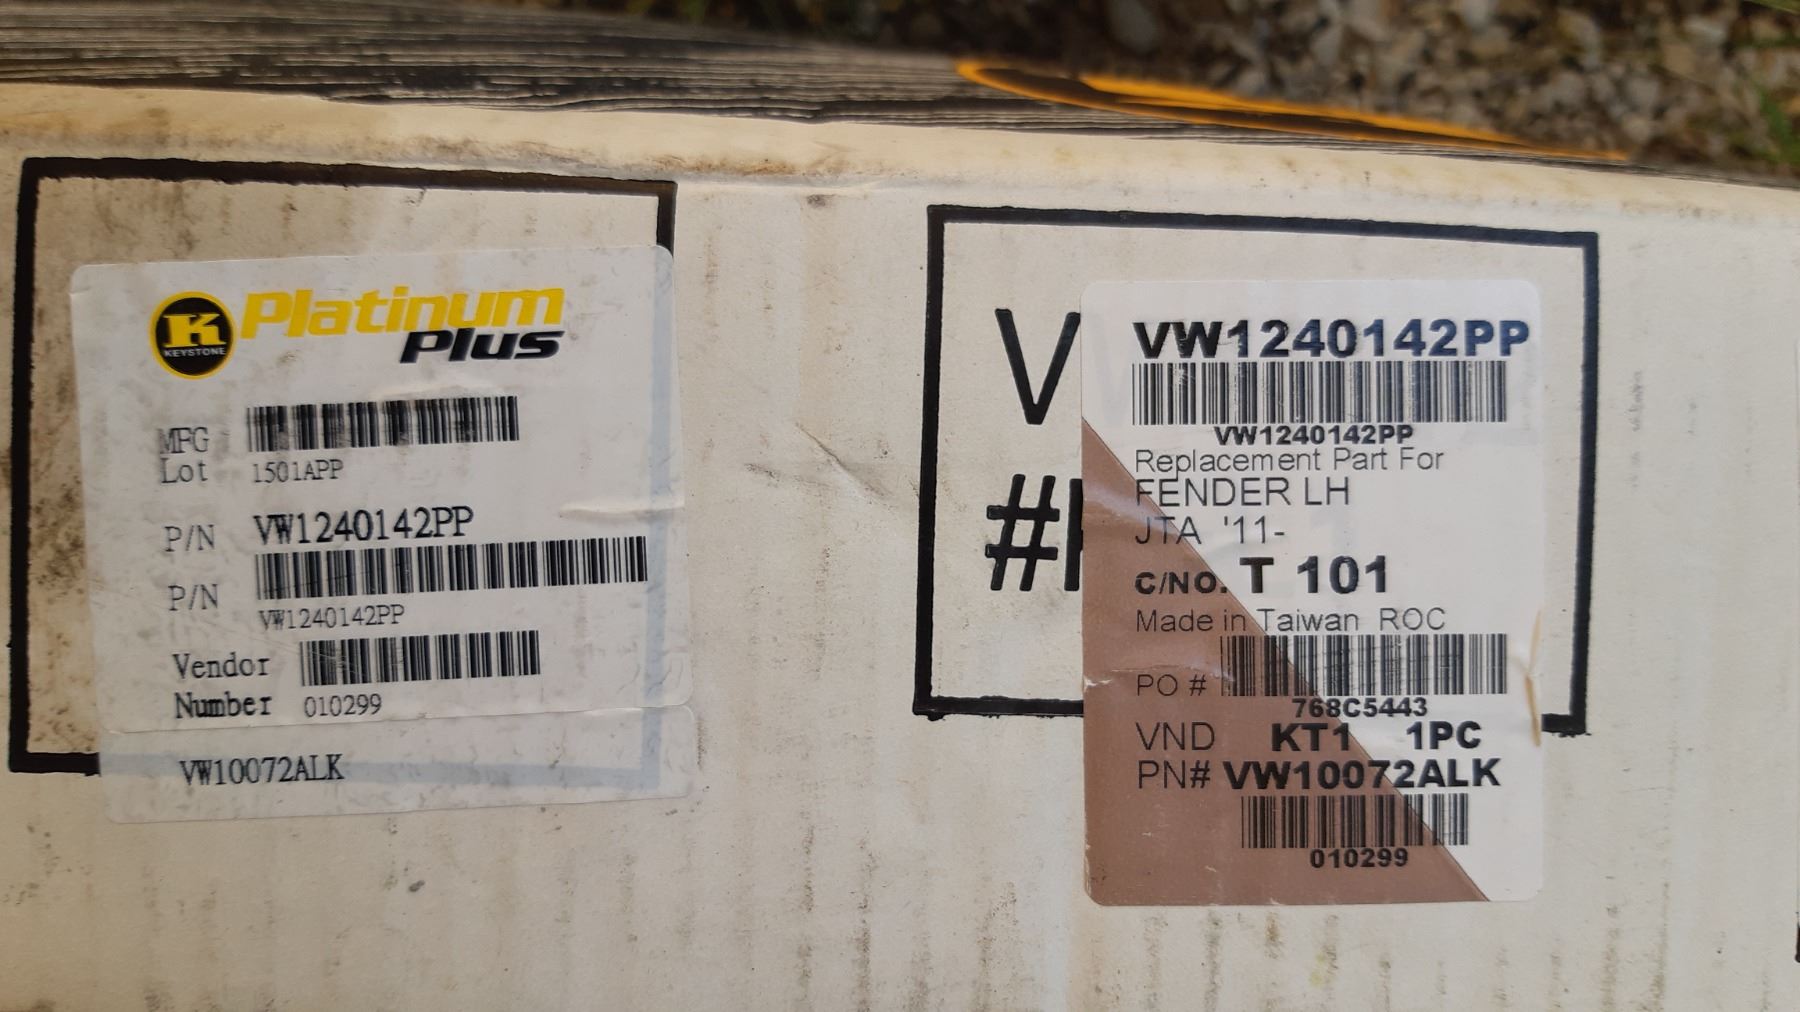 K
KEYSTONE
Platinum
Plus
MFG
Lot 1501APP
P/N VW1240142PP
P/N
VW1240142PP
Vendor
Number 010299
VW10072ALK
V
#
VW1240142PP
VW1240142PP
Replacement Part For
FENDER LH
JTA '11-
C/NO. T 101
Made in Taiwan ROC
PO #
768C5443
VND KT1 1PC
PN# VW10072ALK
010299